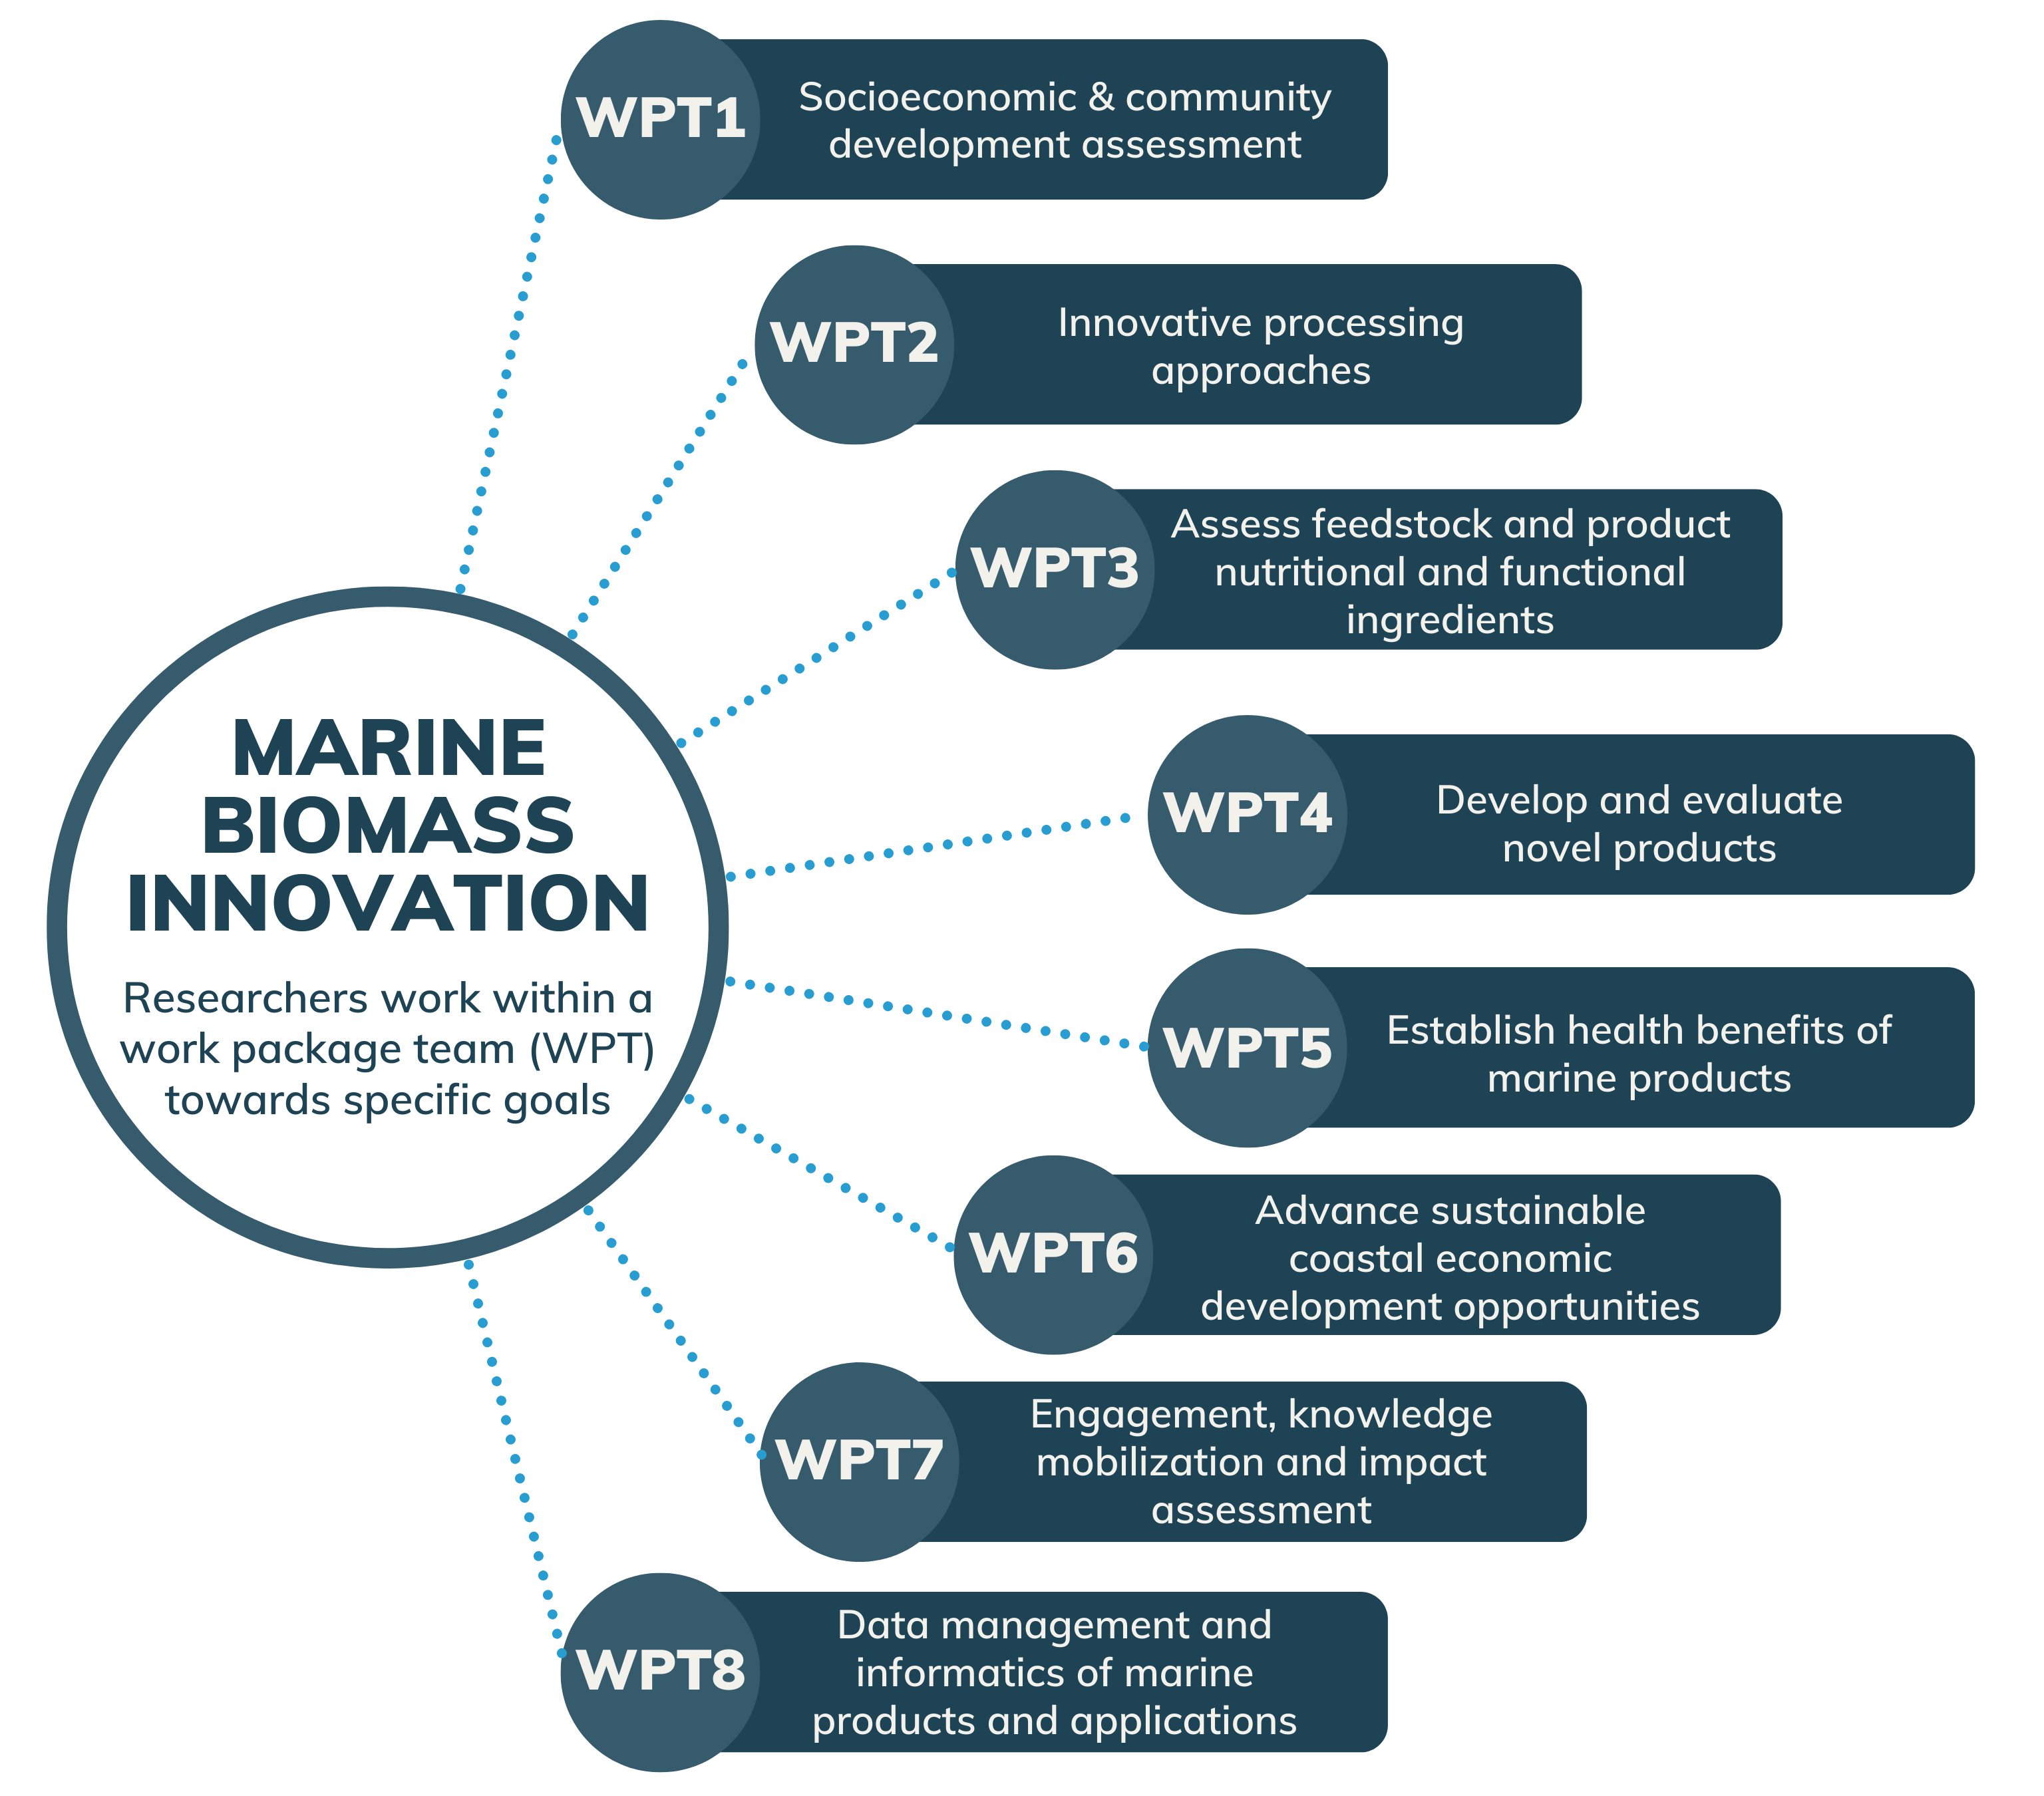 WPT1
Socioeconomic & community
development assessment
WPT2
Innovative processing
approaches
WPT3
Assess feedstock and product
nutritional and functional
ingredients
MARINE
BIOMASS
INNOVATION
Researchers work within a
work package team (WPT)
towards specific goals
WPT4
Develop and evaluate
novel products
WPT5
Establish health benefits of
marine products
WPT6
Advance sustainable
coastal economic
development opportunities
WPT7
Engagement, knowledge
mobilization and impact
assessment
WPT8
Data management and
informatics of marine
products and applications